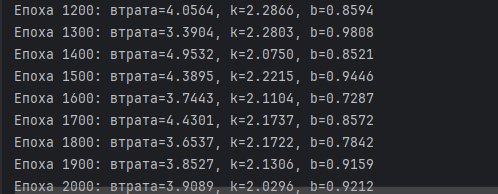 Епоха 1200: втрата=4.0564, k=2.2866, b=0.8594
Епоха 1300: втрата=3.3904, k=2.2803, b=0.9808
Епоха 1400: втрата=4.9532, k=2.0750, b=0.8521
Епоха 1500: втрата=4.3895, k=2.2215, b=0.9446
Епоха 1600: втрата=3.7443, k=2.1104, b=0.7287
Епоха 1700: втрата=4.4301, k=2.1737, b=0.8572
Епоха 1800: втрата=3.6537, k=2.1722, b=0.7842
Епоха 1900: втрата=3.8527, k=2.1306, b=0.9159
Епоха 2000: втрата=3.9089, k=2.0296, b=0.9212